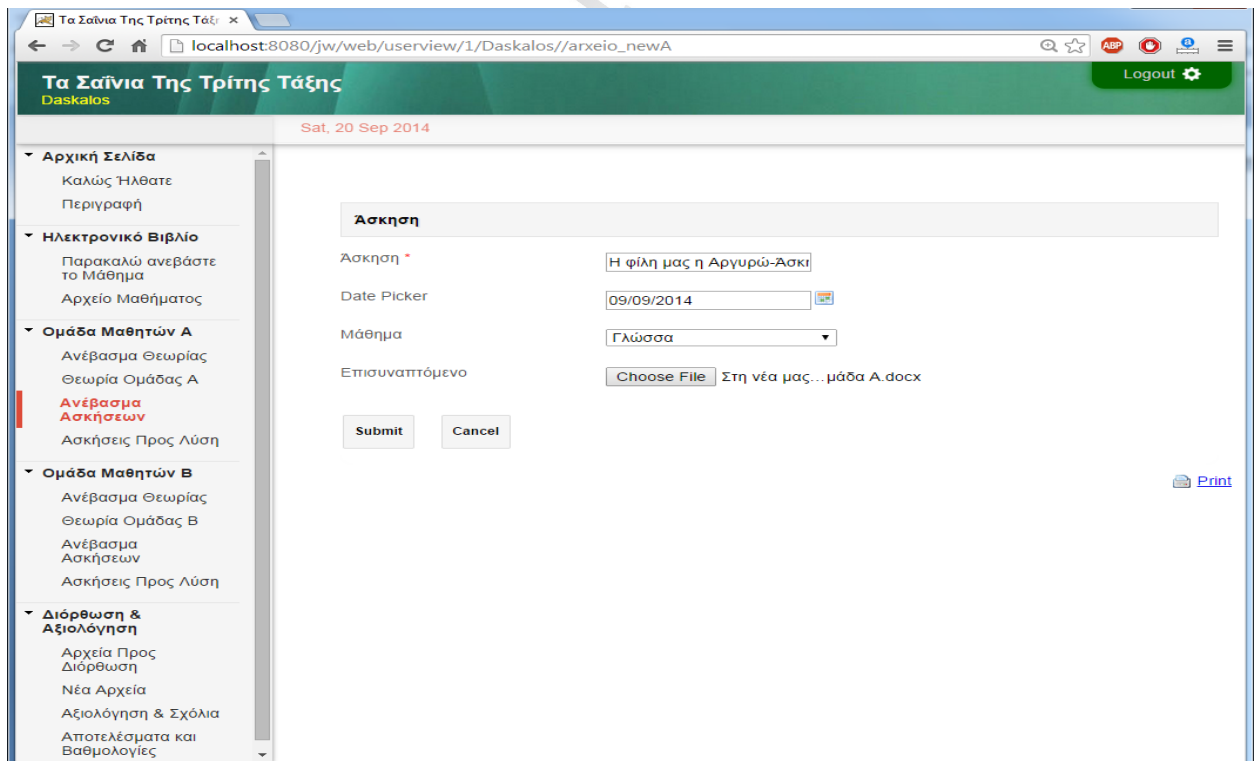 Τα Σαΐνια Της Τρίτης Τάξη
localhost:8080/jw/web/userview/1/Daskalos//arxeio_newA
ABP
Τα Σαΐνια Της Τρίτης Τάξης
Daskalos
Logout
Sat, 20 Sep 2014
Αρχική Σελίδα
Καλώς Ήλθατε
Περιγραφή
Ηλεκτρονικό Βιβλίο
Παρακαλώ ανεβάστε
το Μάθημα
Αρχείο Μαθήματος
Ομάδα Μαθητών Α
Ανέβασμα Θεωρίας
Θεωρία Ομάδας Α
Ανέβασμα
Ασκήσεων
Ασκήσεις Προς Λύση
Ομάδα Μαθητών Β
Ανέβασμα Θεωρίας
Θεωρία Ομάδας Β
Ανέβασμα
Ασκήσεων
Ασκήσεις Προς Λύση
Διόρθωση &
Αξιολόγηση
Αρχεία Προς
Διόρθωση
Νέα Αρχεία
Αξιολόγηση & Σχόλια
Αποτελέσματα και
Βαθμολογίες
Άσκηση
Άσκηση * Η φίλη μας η Αργυρώ-Άσκι
Date Picker 09/09/2014
Μάθημα Γλώσσα
Επισυναπτόμενο Choose File Στη νέα μας...μάδα Α.docx
Submit Cancel
Print